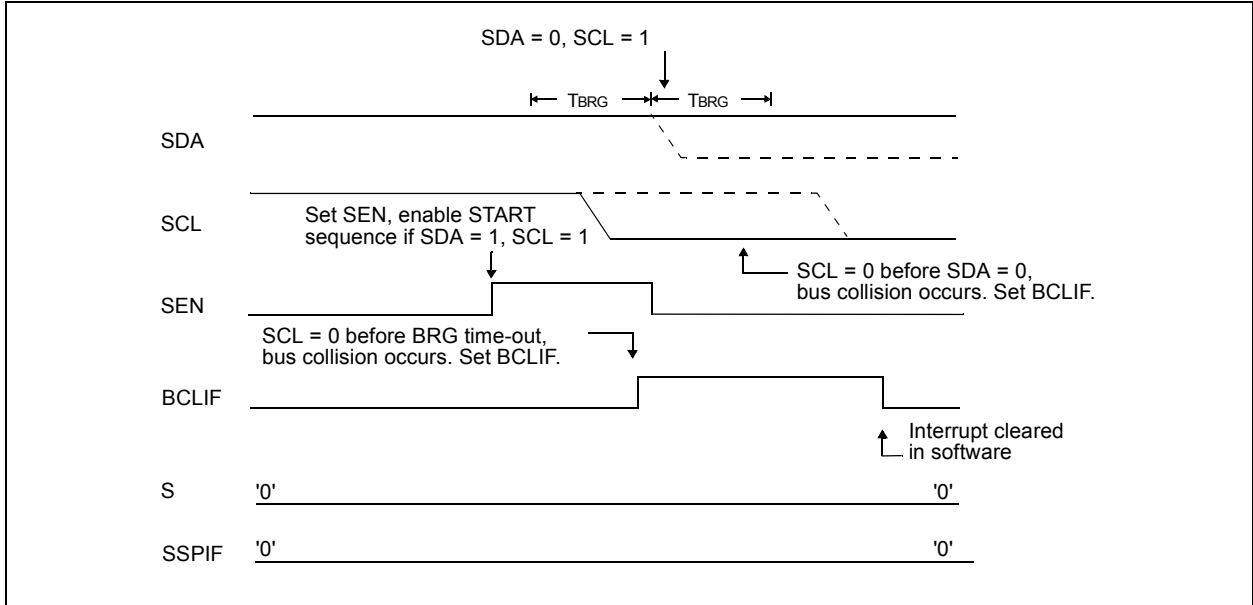 SDA = 0, SCL = 1
TBRG TBRG
SDA
SCL
Set SEN, enable START
sequence if SDA = 1, SCL = 1
SCL = 0 before SDA = 0,
bus collision occurs. Set BCLIF.
SEN
SCL = 0 before BRG time-out,
bus collision occurs. Set BCLIF.
BCLIF
Interrupt cleared
in software
S '0' '0'
SSPIF '0' '0'